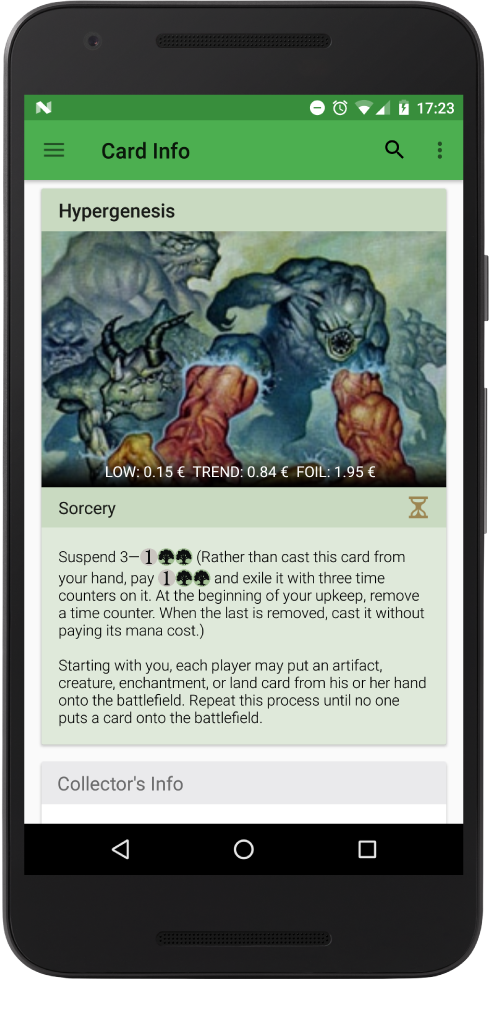 17:23
Card Info
Hypergenesis
LOW: 0.15 € TREND: 0.84 € FOIL: 1.95 €
Sorcery
Suspend 3—1 (Rather than cast this card from
your hand, pay 1 and exile it with three time
counters on it. At the beginning of your upkeep, remove
a time counter. When the last is removed, cast it without
paying its mana cost.)
Starting with you, each player may put an artifact,
creature, enchantment, or land card from his or her hand
onto the battlefield. Repeat this process until no one
puts a card onto the battlefield.
Collector's Info